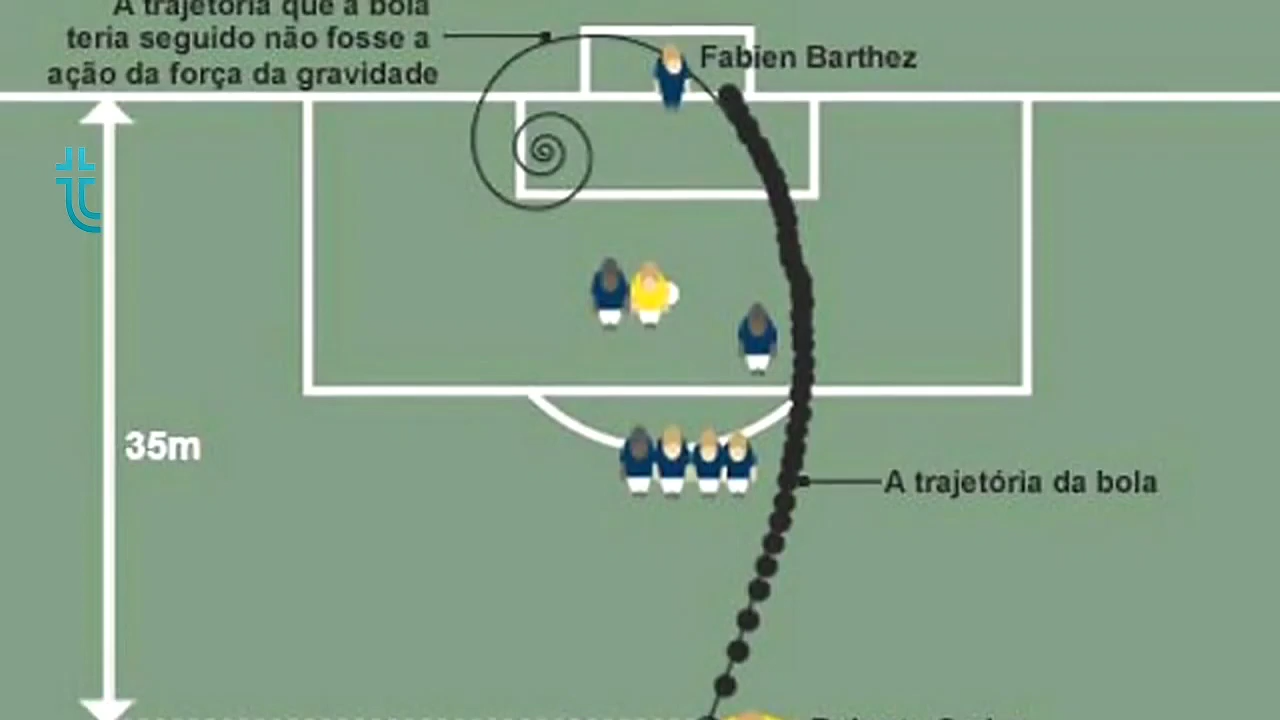 A trajetória que a bola
teria seguido não fosse a
ação da força da gravidade
Fabien Barthez
35m
A trajetória da bola